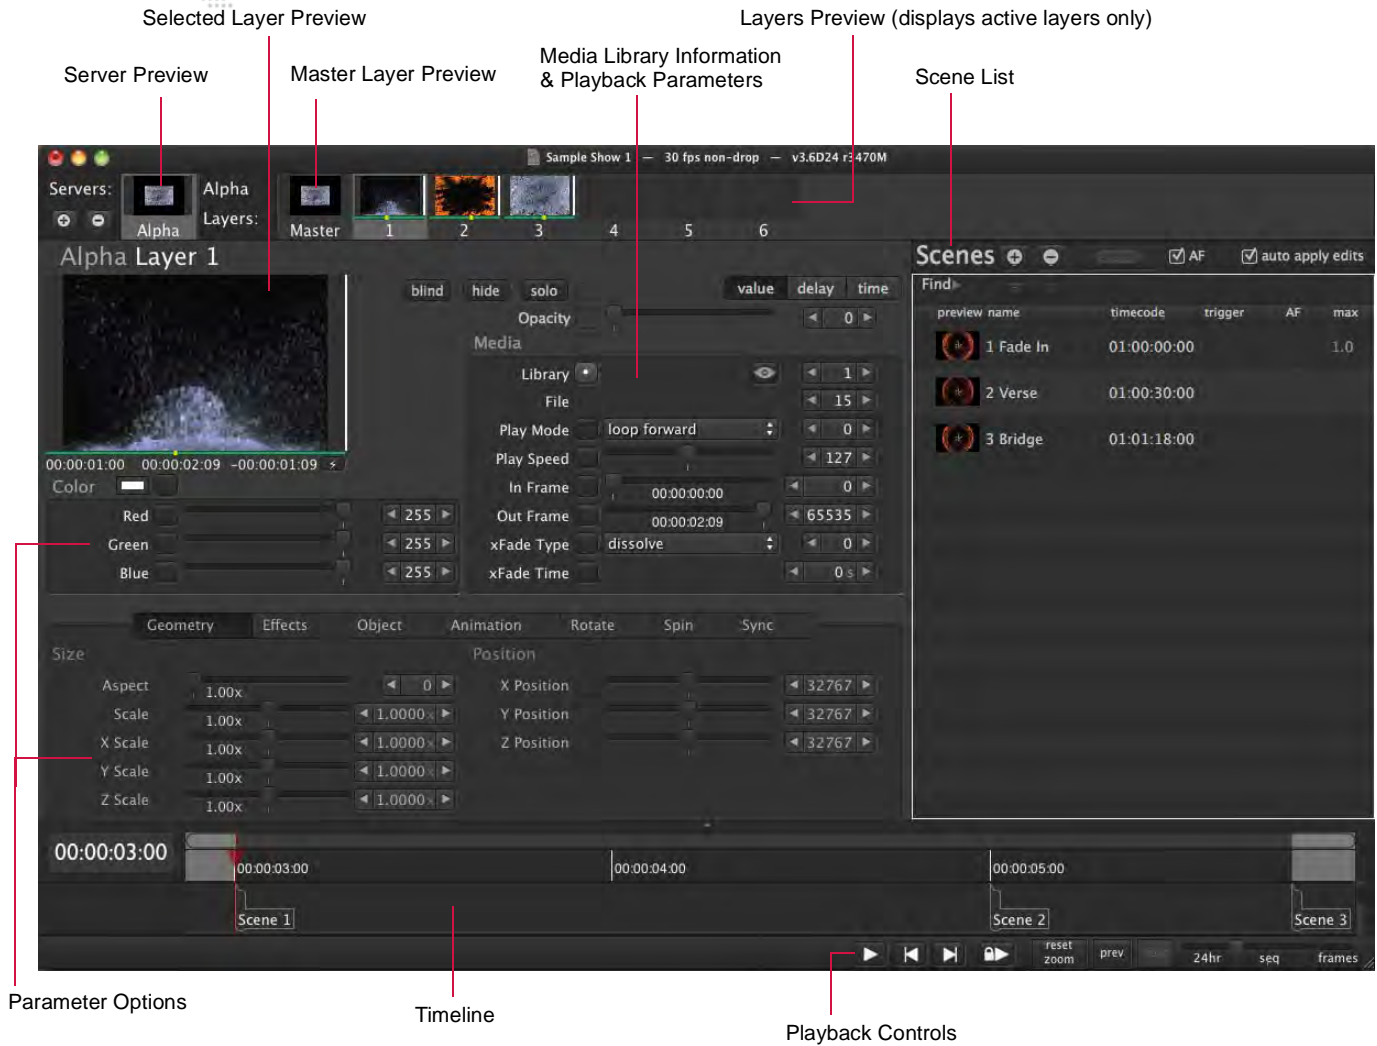 Selected Layer Preview
Layers Preview (displays active layers only)
Server Preview
Master Layer Preview
Media Library Information
& Playback Parameters
Scene List
Sample Show 1 — 30 fps non-drop — v3.6D24 r3470M
Servers:
Alpha
Layers:
Alpha
Master
1
2
3
4
5
6
Alpha Layer 1
blind
hide
solo
value
delay
time
Opacity
0
Media
Library
1
File
15
Play Mode
loop forward
0
Play Speed
127
In Frame
00:00:00:00
0
Out Frame
00:00:02:09
65535
xFade Type
dissolve
0
xFade Time
0 s
00:00:01:00 00:00:02:09 -00:00:01:09
Color
Red
255
Green
255
Blue
255
Scenes
AF
auto apply edits
Find
preview name timecode trigger AF max
1 Fade In 01:00:00:00 1.0
2 Verse 01:00:30:00
3 Bridge 01:01:18:00
Geometry
Effects
Object
Animation
Rotate
Spin
Sync
Size
Aspect
1.00x
0
Scale
1.00x
1.0000x
X Scale
1.00x
1.0000x
Y Scale
1.00x
1.0000x
Z Scale
1.00x
1.0000x
Position
X Position
32767
Y Position
32767
Z Position
32767
00:00:03:00
00:00:03:00
00:00:04:00
00:00:05:00
Scene 1
Scene 2
Scene 3
reset
zoom
prev
24hr
seq
frames
Parameter Options
Timeline
Playback Controls